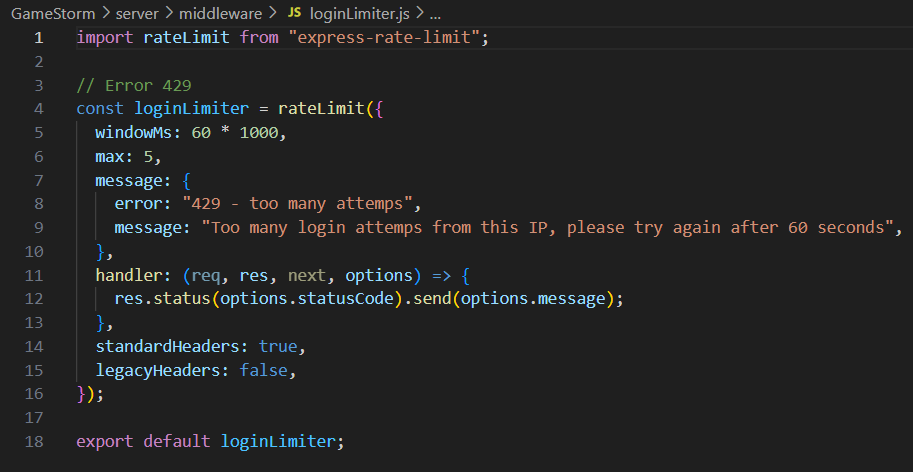 GameStorm > server > middleware > JS loginLimiter.js > ...
1 import rateLimit from "express-rate-limit";
2
3 // Error 429
4 const loginLimiter = rateLimit({
5   windowMs: 60 * 1000,
6   max: 5,
7   message: {
8     error: "429 - too many attemps",
9     message: "Too many login attemps from this IP, please try again after 60 seconds",
10   },
11   handler: (req, res, next, options) => {
12     res.status(options.statusCode).send(options.message);
13   },
14   standardHeaders: true,
15   legacyHeaders: false,
16 });
17
18 export default loginLimiter;